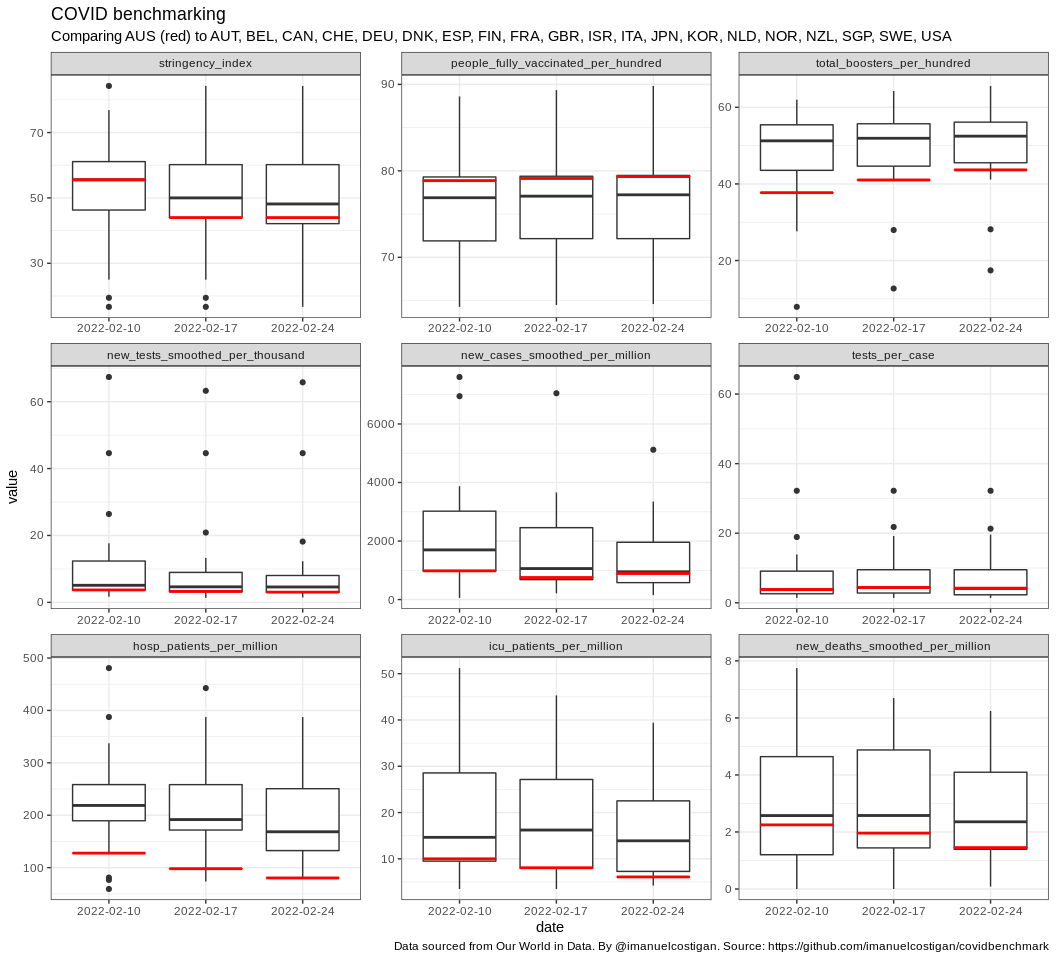 COVID benchmarking
Comparing AUS (red) to AUT, BEL, CAN, CHE, DEU, DNK, ESP, FIN, FRA, GBR, ISR, ITA, JPN, KOR, NLD, NOR, NZL, SGP, SWE, USA
stringency_index
people_fully_vaccinated_per_hundred
total_boosters_per_hundred
70
50
30
90
80
70
60
40
20
2022-02-10 2022-02-17 2022-02-24
2022-02-10 2022-02-17 2022-02-24
2022-02-10 2022-02-17 2022-02-24
new_tests_smoothed_per_thousand
new_cases_smoothed_per_million
tests_per_case
60
40
20
0
6000
4000
2000
0
60
40
20
0
2022-02-10 2022-02-17 2022-02-24
2022-02-10 2022-02-17 2022-02-24
2022-02-10 2022-02-17 2022-02-24
value
hosp_patients_per_million
icu_patients_per_million
new_deaths_smoothed_per_million
500
400
300
200
100
50
40
30
20
10
8
6
4
2
0
2022-02-10 2022-02-17 2022-02-24
2022-02-10 2022-02-17 2022-02-24
2022-02-10 2022-02-17 2022-02-24
date
Data sourced from Our World in Data. By @imanuelcostigan. Source: https://github.com/imanuelcostigan/covidbenchmark